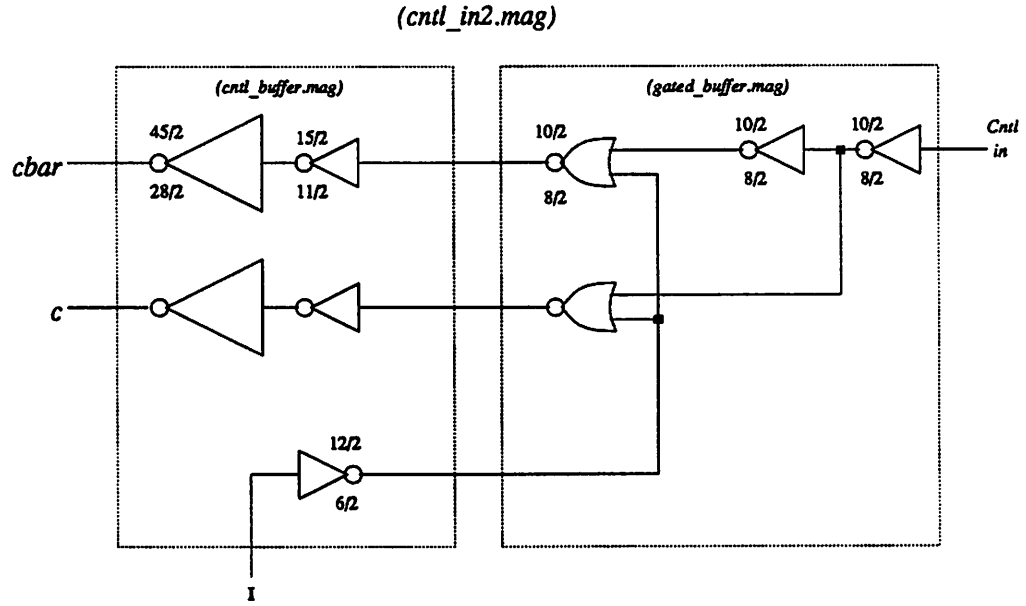 (cntl_in2.mag)
(cntl_buffer.mag)
(gated_buffer.mag)
45/2
15/2
10/2
10/2
10/2
Cntl
in
cbar
28/2
11/2
8/2
8/2
8/2
c
12/2
6/2
I